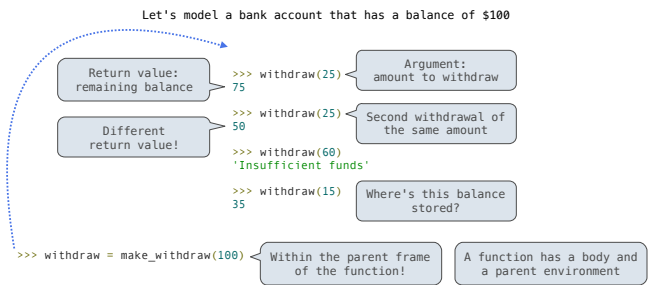 Let's model a bank account that has a balance of $100
Return value:
remaining balance
>>> withdraw(25)
75
Argument:
amount to withdraw
Different
return value!
>>> withdraw(25)
50
Second withdrawal of
the same amount
>>> withdraw(60)
'Insufficient funds'
>>> withdraw(15)
35
Where's this balance
stored?
>>> withdraw = make_withdraw(100)
Within the parent frame
of the function!
A function has a body and
a parent environment